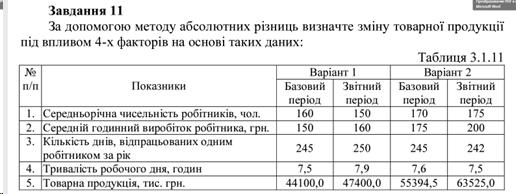 Завдання 11
За допомогою методу абсолютних різниць визначте зміну товарної продукції
під впливом 4-х факторів на основі таких даних:
Таблиця 3.1.11
№ п/п Показники Варіант 1 Варіант 2
Базовий період Звітний період Базовий період Звітний період
1. Середньорічна чисельність робітників, чол. 160 150 170 175
2. Середній годинний виробіток робітника, грн. 150 160 175 200
3. Кількість днів, відпрацьованих одним робітником за рік 245 250 245 242
4. Тривалість робочого дня, годин 7,5 7,9 7,6 7,5
5. Товарна продукція, тис. грн. 44100,0 47400,0 55394,5 63525,0